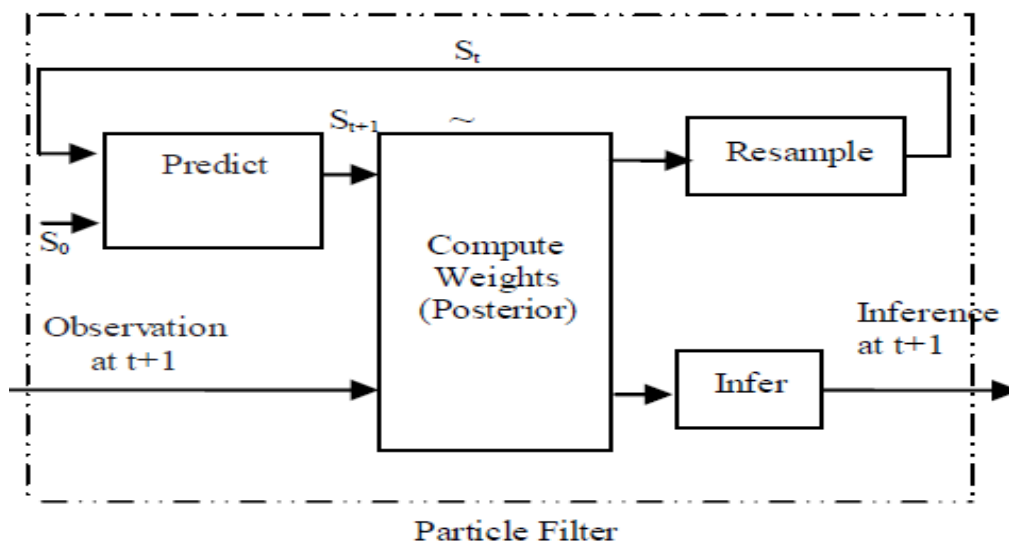 Sₜ
Sₜ₊₁ ~
Predict
Resample
S₀
Compute
Weights
(Posterior)
Observation
at t+1
Inference
at t+1
Infer
Particle Filter